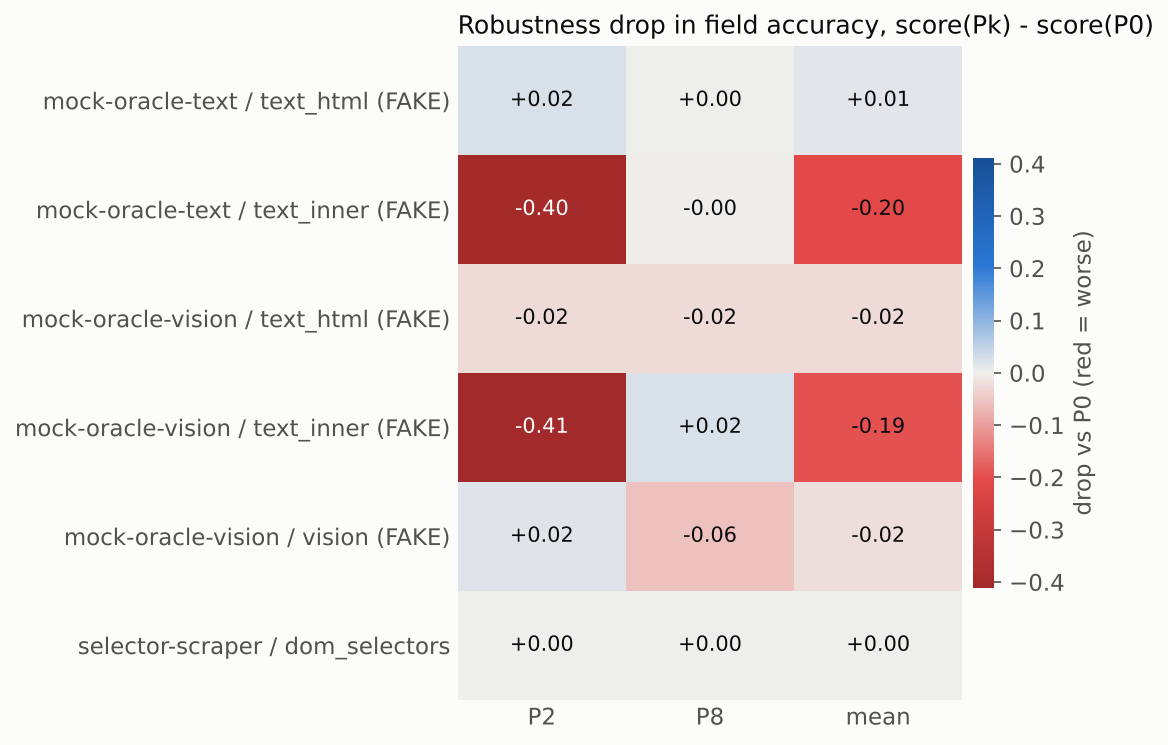 Robustness drop in field accuracy, score(Pk) - score(P0)
mock-oracle-text / text_html (FAKE) +0.02 +0.00 +0.01
mock-oracle-text / text_inner (FAKE) -0.40 -0.00 -0.20
mock-oracle-vision / text_html (FAKE) -0.02 -0.02 -0.02
mock-oracle-vision / text_inner (FAKE) -0.41 +0.02 -0.19
mock-oracle-vision / vision (FAKE) +0.02 -0.06 -0.02
selector-scraper / dom_selectors +0.00 +0.00 +0.00
P2 P8 mean
0.4
0.3
0.2
0.1
0.0
−0.1
−0.2
−0.3
−0.4
drop vs P0 (red = worse)